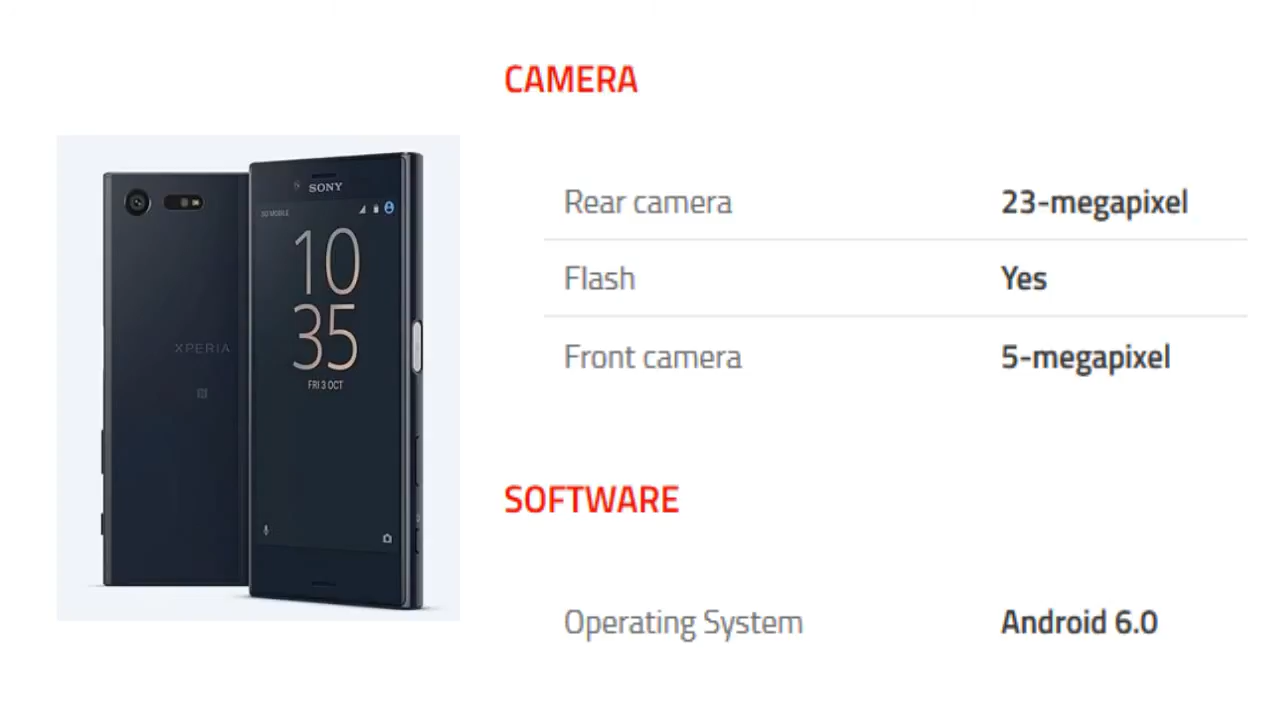 CAMERA
Rear camera 23-megapixel
Flash Yes
Front camera 5-megapixel
SOFTWARE
Operating System Android 6.0
SONY
10
35
FRI 3 OCT
XPERIA